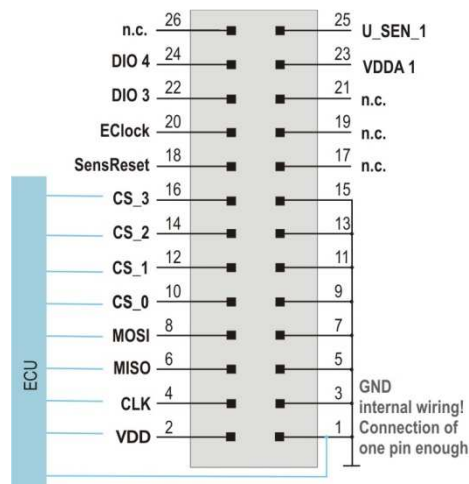 n.c. 26 25 U_SEN_1
DIO 4 24 23 VDDA 1
DIO 3 22 21 n.c.
EClock 20 19 n.c.
SensReset 18 17 n.c.
CS_3 16 15
CS_2 14 13
CS_1 12 11
CS_0 10 9
MOSI 8 7
MISO 6 5
CLK 4 3
VDD 2 1
GND
internal wiring!
Connection of
one pin enough
ECU